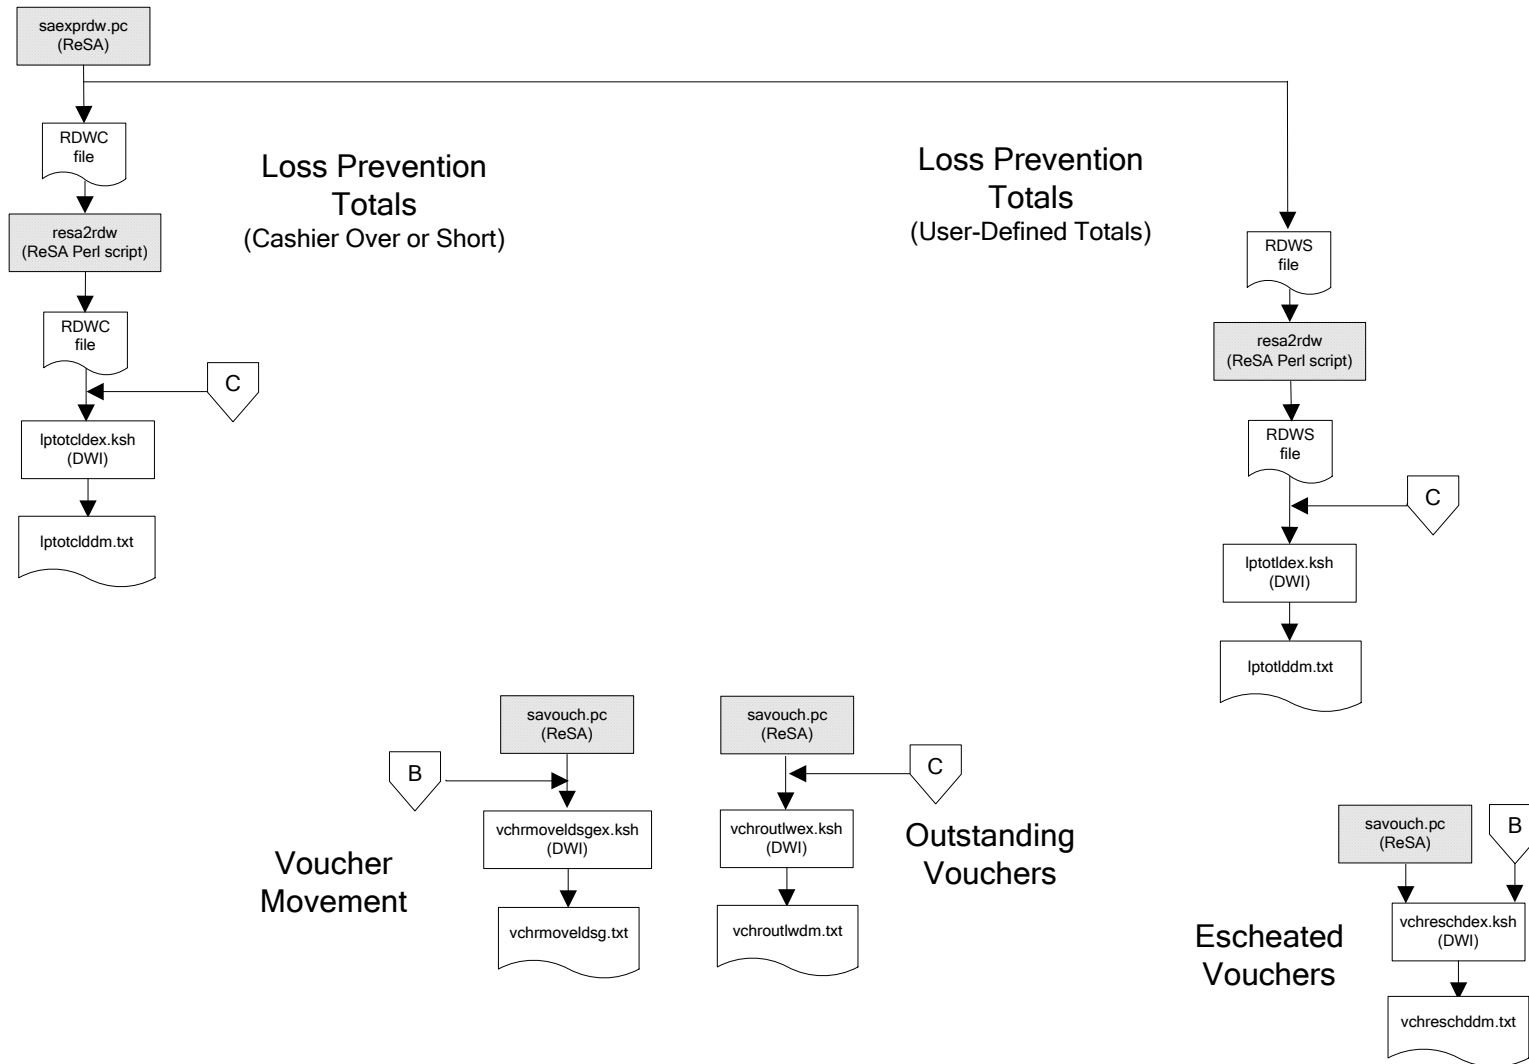 saexprdw.pc
(ReSA)
RDWC
file
resa2rdw
(ReSA Perl script)
RDWC
file
C
lptotcldex.ksh
(DWI)
lptotclddm.txt
Loss Prevention
Totals
(Cashier Over or Short)
Loss Prevention
Totals
(User-Defined Totals)
RDWS
file
resa2rdw
(ReSA Perl script)
RDWS
file
C
lptotldex.ksh
(DWI)
lptotlddm.txt
savouch.pc
(ReSA)
B
vchrmoveldsgex.ksh
(DWI)
Voucher
Movement
vchrmoveldsg.txt
savouch.pc
(ReSA)
C
vchroutlwex.ksh
(DWI)
Outstanding
Vouchers
vchroutlwdm.txt
savouch.pc
(ReSA)
B
vchreschdex.ksh
(DWI)
Escheated
Vouchers
vchreschddm.txt